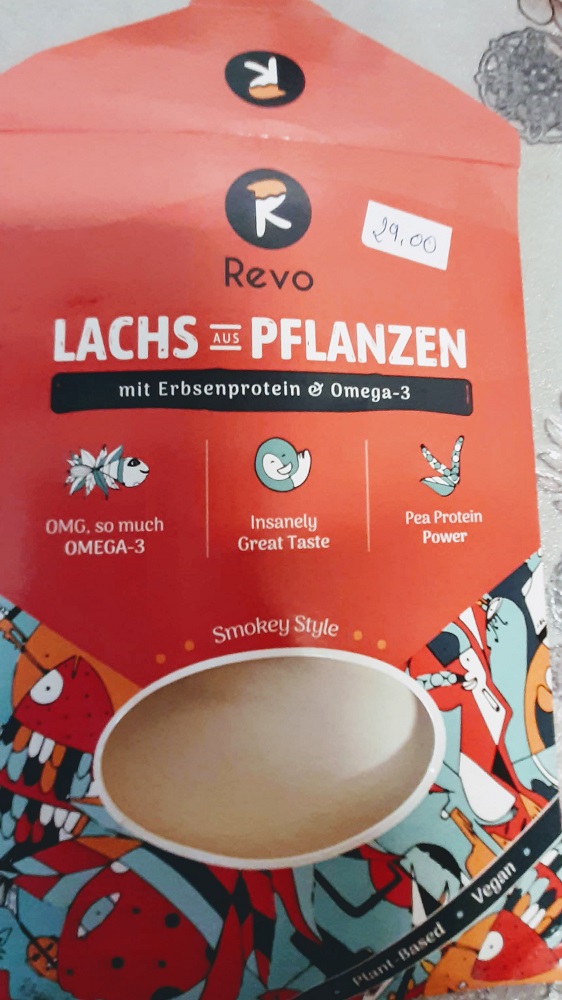 R
29.00
Revo
LACHS AUS PFLANZEN
mit Erbsenprotein & Omega-3
OMG, so much
OMEGA-3
Insanely
Great Taste
Pea Protein
Power
Smokey Style
Plant-Based • Vegan •